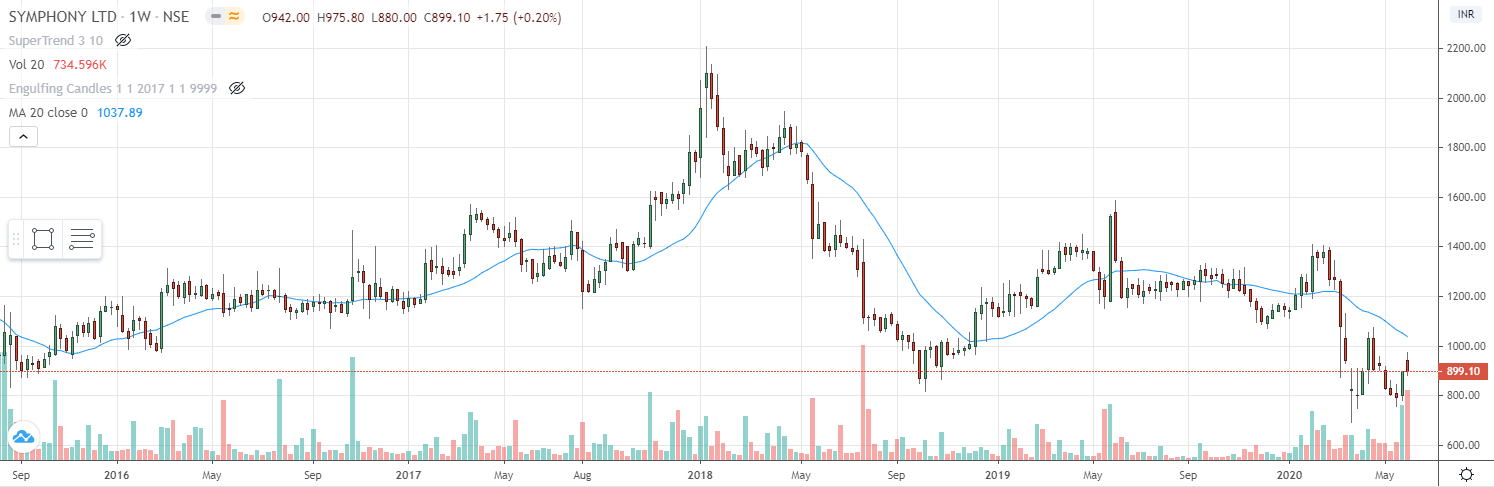 SYMPHONY LTD · 1W · NSE O942.00 H975.80 L880.00 C899.10 +1.75 (+0.20%)
INR
SuperTrend 3 10
Vol 20 734.596K
Engulfing Candles 1 1 2017 1 1 9999
MA 20 close 0 1037.89
2200.00
2000.00
1800.00
1600.00
1400.00
1200.00
1000.00
899.10
800.00
600.00
Sep 2016 May Sep 2017 May Aug 2018 May Sep 2019 May Sep 2020 May